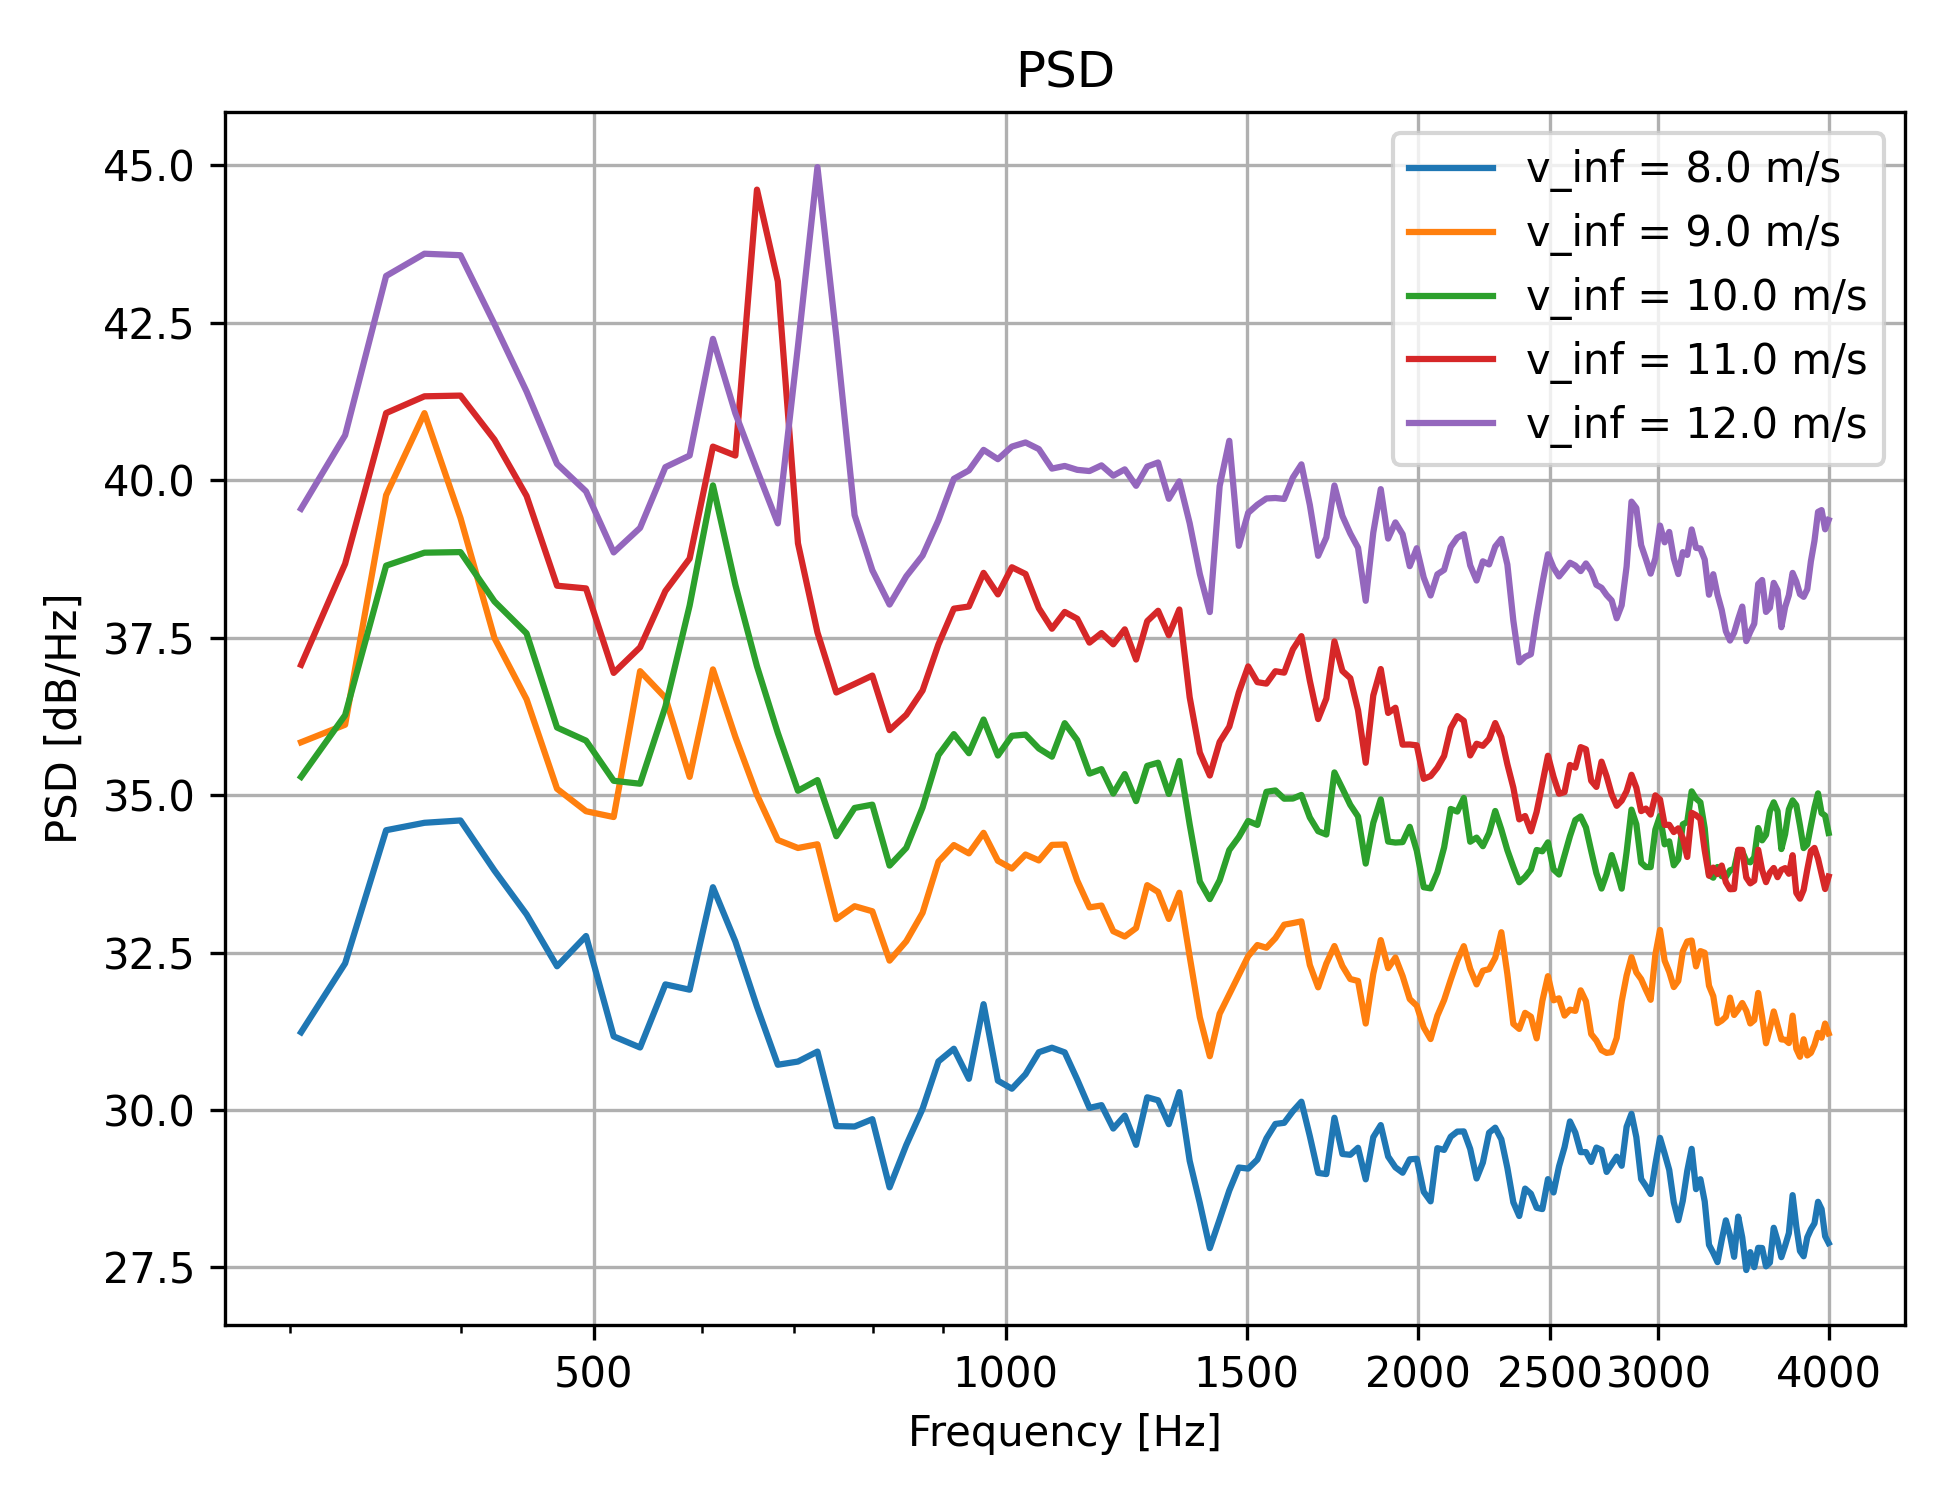 PSD
45.0
42.5
40.0
37.5
35.0
32.5
30.0
27.5
PSD [dB/Hz]
v_inf = 8.0 m/s
v_inf = 9.0 m/s
v_inf = 10.0 m/s
v_inf = 11.0 m/s
v_inf = 12.0 m/s
500 1000 1500 2000 2500 3000 4000
Frequency [Hz]